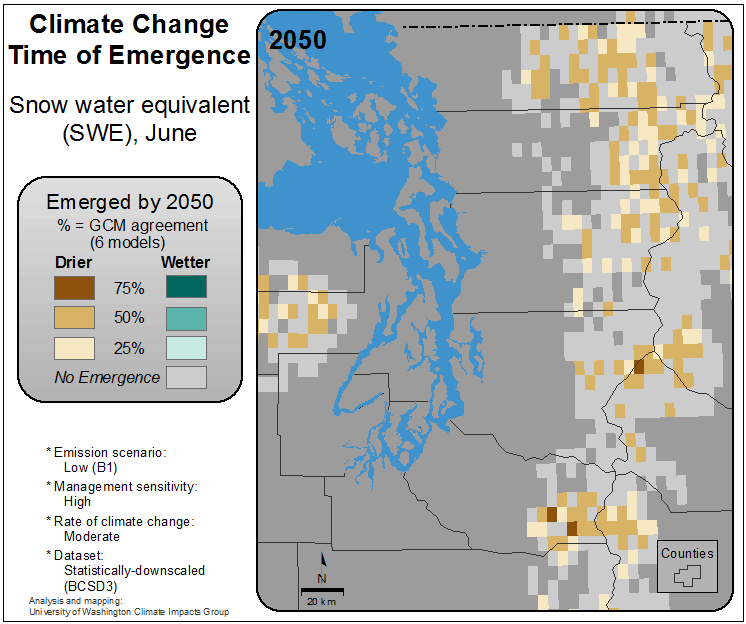 Climate Change
Time of Emergence
Snow water equivalent
(SWE), June
Emerged by 2050
% = GCM agreement
(6 models)
Drier Wetter
75%
50%
25%
No Emergence
* Emission scenario:
Low (B1)
* Management sensitivity:
High
* Rate of climate change:
Moderate
* Dataset:
Statistically-downscaled
(BCSD3)
Analysis and mapping:
University of Washington Climate Impacts Group
2050
N
20 km
Counties